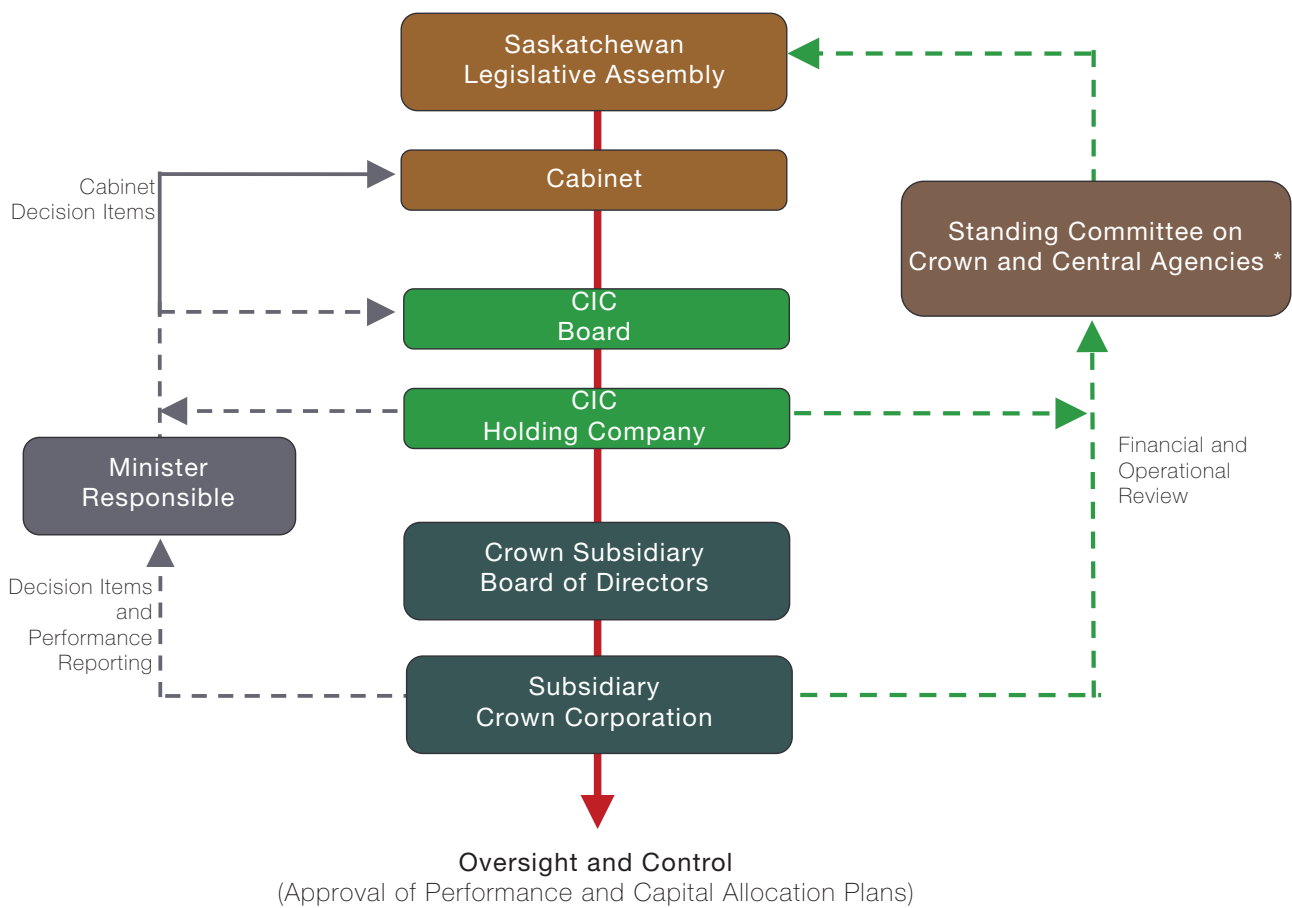 Saskatchewan
Legislative Assembly
Cabinet
Cabinet
Decision Items
Standing Committee on
Crown and Central Agencies *
CIC
Board
CIC
Holding Company
Minister
Responsible
Financial and
Operational
Review
Crown Subsidiary
Board of Directors
Decision Items
and
Performance
Reporting
Subsidiary
Crown Corporation
Oversight and Control
(Approval of Performance and Capital Allocation Plans)